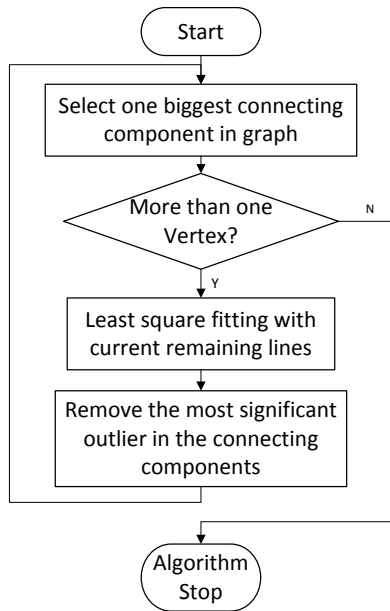 Start
Select one biggest connecting
component in graph
More than one
Vertex?
N
Y
Least square fitting with
current remaining lines
Remove the most significant
outlier in the connecting
components
Algorithm
Stop